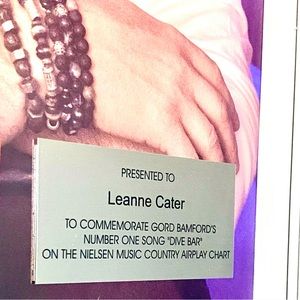 PRESENTED TO
Leanne Cater
TO COMMEMORATE GORD BAMFORD'S
NUMBER ONE SONG "DIVE BAR"
ON THE NIELSEN MUSIC COUNTRY AIRPLAY CHART